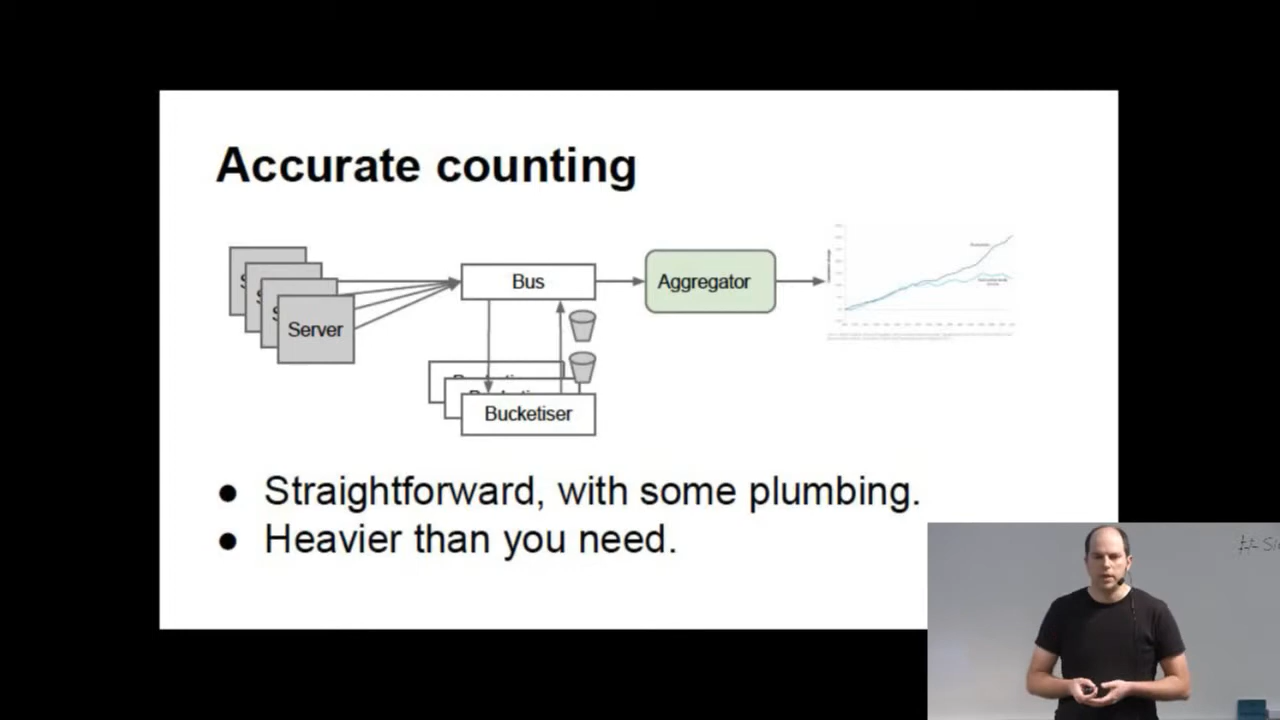 Accurate counting
Server
Bus
Aggregator
Bucketiser
● Straightforward, with some plumbing.
● Heavier than you need.